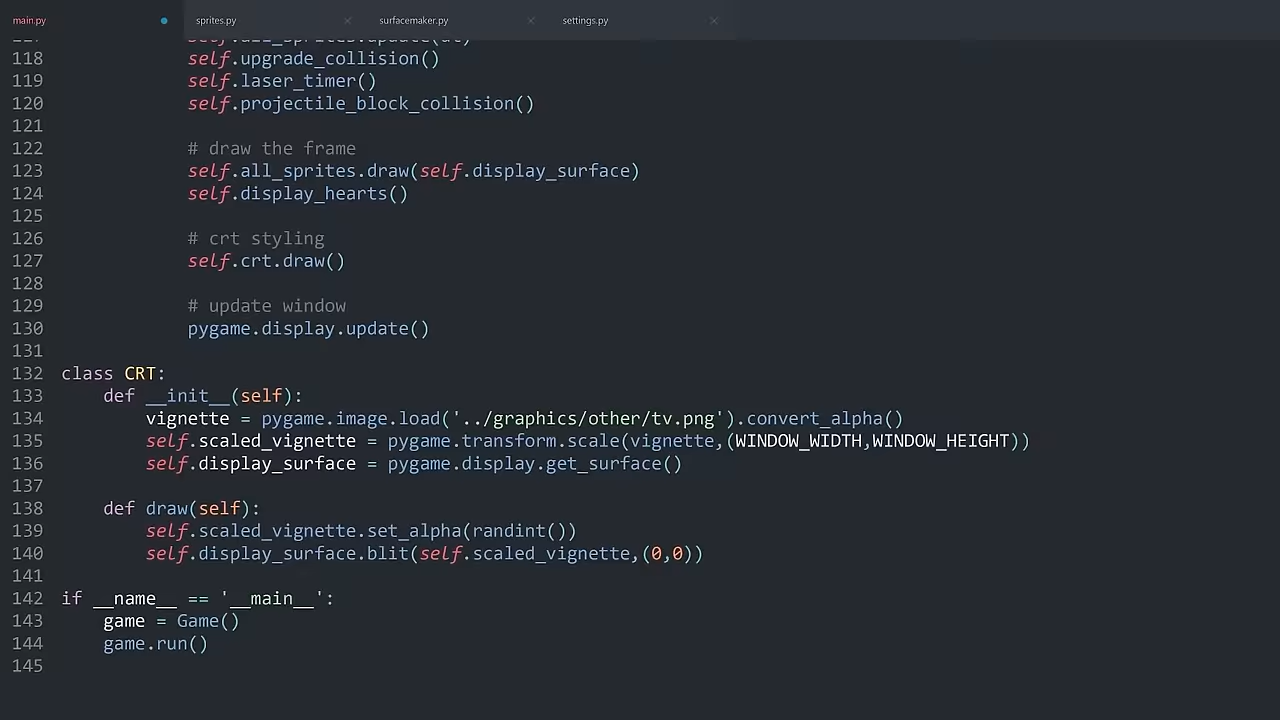 main.py sprites.py surfacemaker.py settings.py
117 self.all_sprites.update(dt)
118 self.upgrade_collision()
119 self.laser_timer()
120 self.projectile_block_collision()
121
122 # draw the frame
123 self.all_sprites.draw(self.display_surface)
124 self.display_hearts()
125
126 # crt styling
127 self.crt.draw()
128
129 # update window
130 pygame.display.update()
131
132 class CRT:
133 def __init__(self):
134 vignette = pygame.image.load('../graphics/other/tv.png').convert_alpha()
135 self.scaled_vignette = pygame.transform.scale(vignette,(WINDOW_WIDTH,WINDOW_HEIGHT))
136 self.display_surface = pygame.display.get_surface()
137
138 def draw(self):
139 self.scaled_vignette.set_alpha(randint())
140 self.display_surface.blit(self.scaled_vignette,(0,0))
141
142 if __name__ == '__main__':
143 game = Game()
144 game.run()
145